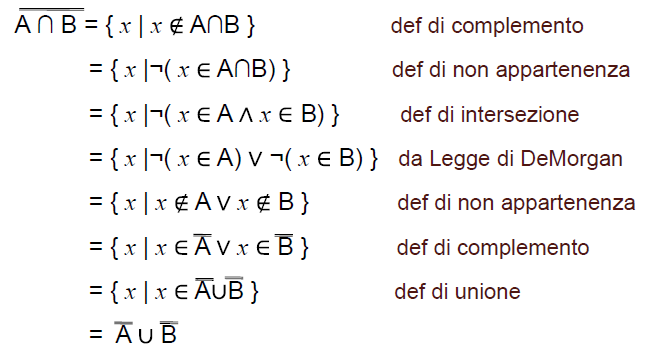 A̅ ̅∩̅ ̅B̅ = { x | x ∉ A∩B } def di complemento
= { x |¬( x ∈ A∩B) } def di non appartenenza
= { x |¬( x ∈ A ∧ x ∈ B) } def di intersezione
= { x |¬( x ∈ A) ∨ ¬( x ∈ B) } da Legge di DeMorgan
= { x | x ∉ A ∨ x ∉ B } def di non appartenenza
= { x | x ∈ A̅ ∨ x ∈ B̅ } def di complemento
= { x | x ∈ A̅∪B̅ } def di unione
= A̅ ∪ B̅